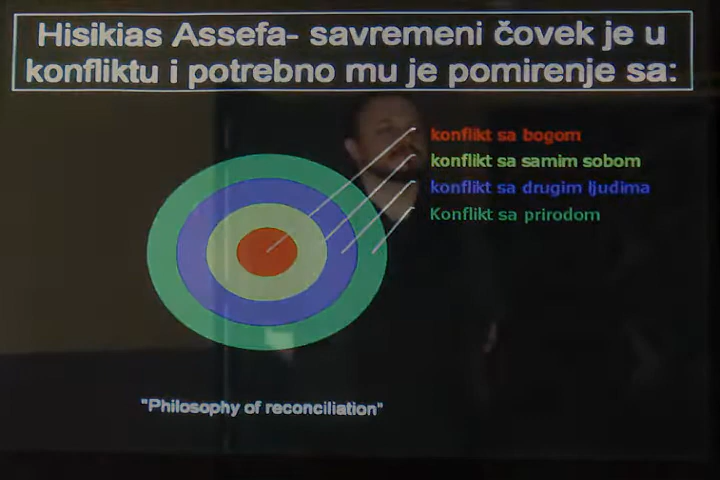 Hisikias Assefa- savremeni čovek je u
konfliktu i potrebno mu je pomirenje sa:
konflikt sa bogom
konflikt sa samim sobom
konflikt sa drugim ljudima
Konflikt sa prirodom
"Philosophy of reconciliation"